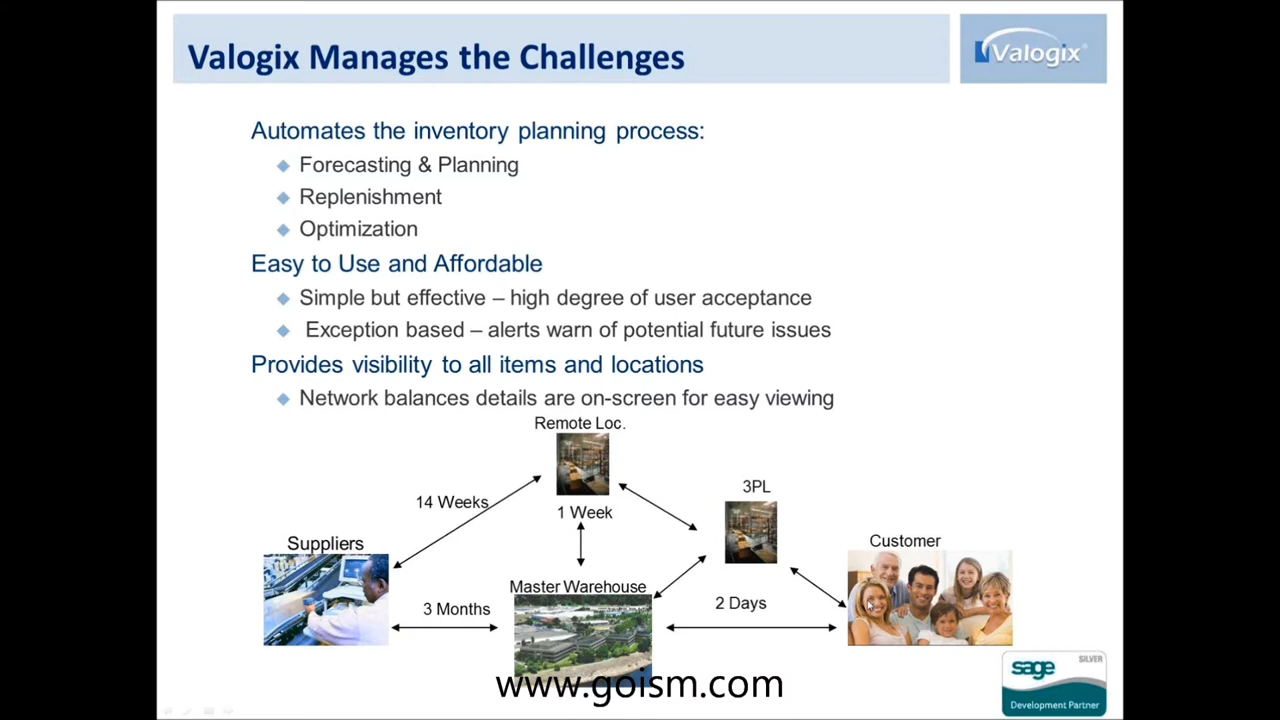 Valogix Manages the Challenges
Valogix®
Automates the inventory planning process:
Forecasting & Planning
Replenishment
Optimization
Easy to Use and Affordable
Simple but effective – high degree of user acceptance
Exception based – alerts warn of potential future issues
Provides visibility to all items and locations
Network balances details are on-screen for easy viewing
Remote Loc.
3PL
14 Weeks
1 Week
Suppliers
Customer
Master Warehouse
3 Months
2 Days
www.goism.com
sage
SILVER
Development Partner